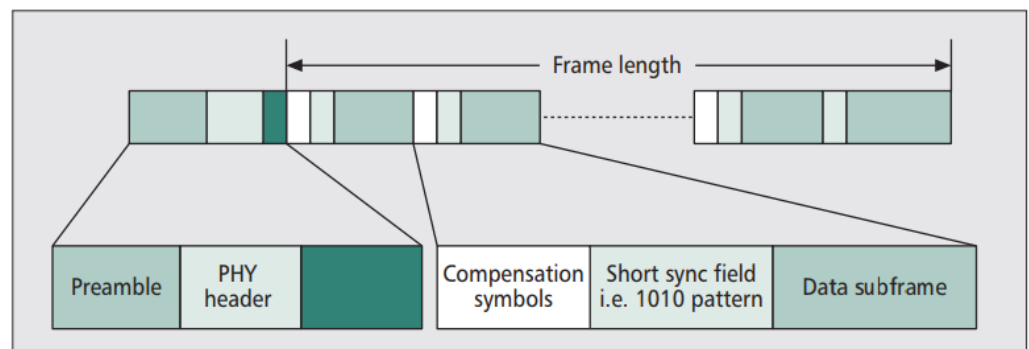 Frame length
Preamble
PHY
header
Compensation
symbols
Short sync field
i.e. 1010 pattern
Data subframe